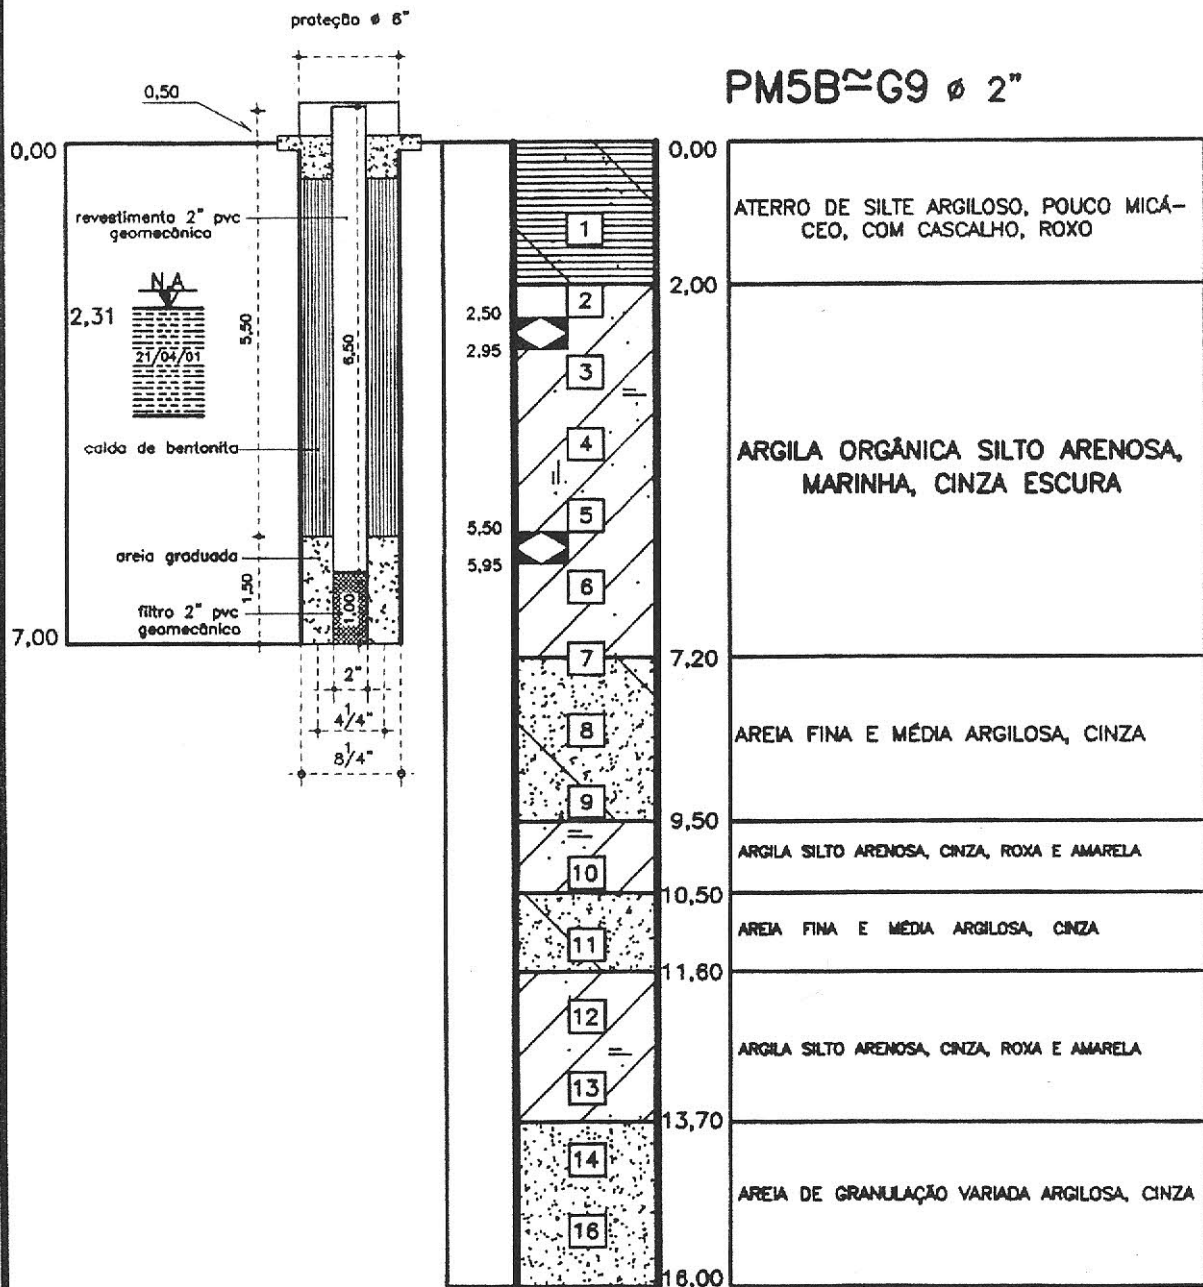 proteção ø 6"
PM5B≃G9 ø 2"
0,50
0,00
revestimento 2" pvc
geomecânico
N.A
2,31
21/04/01
5,50
6,50
calda de bentonita
areia graduada
1,50
filtro 2" pvc
geomecânico
1,00
7,00
2"
4 1/4"
8 1/4"
0,00
1
ATERRO DE SILTE ARGILOSO, POUCO MICÁ-
CEO, COM CASCALHO, ROXO
2,00
2
2,50
2,95
3
4
ARGILA ORGÂNICA SILTO ARENOSA,
MARINHA, CINZA ESCURA
5
5,50
5,95
6
7
7,20
8
AREIA FINA E MÉDIA ARGILOSA, CINZA
9
9,50
ARGILA SILTO ARENOSA, CINZA, ROXA E AMARELA
10
10,50
11
AREIA FINA E MÉDIA ARGILOSA, CINZA
11,60
12
ARGILA SILTO ARENOSA, CINZA, ROXA E AMARELA
13
13,70
14
AREIA DE GRANULAÇÃO VARIADA ARGILOSA, CINZA
16
16,00